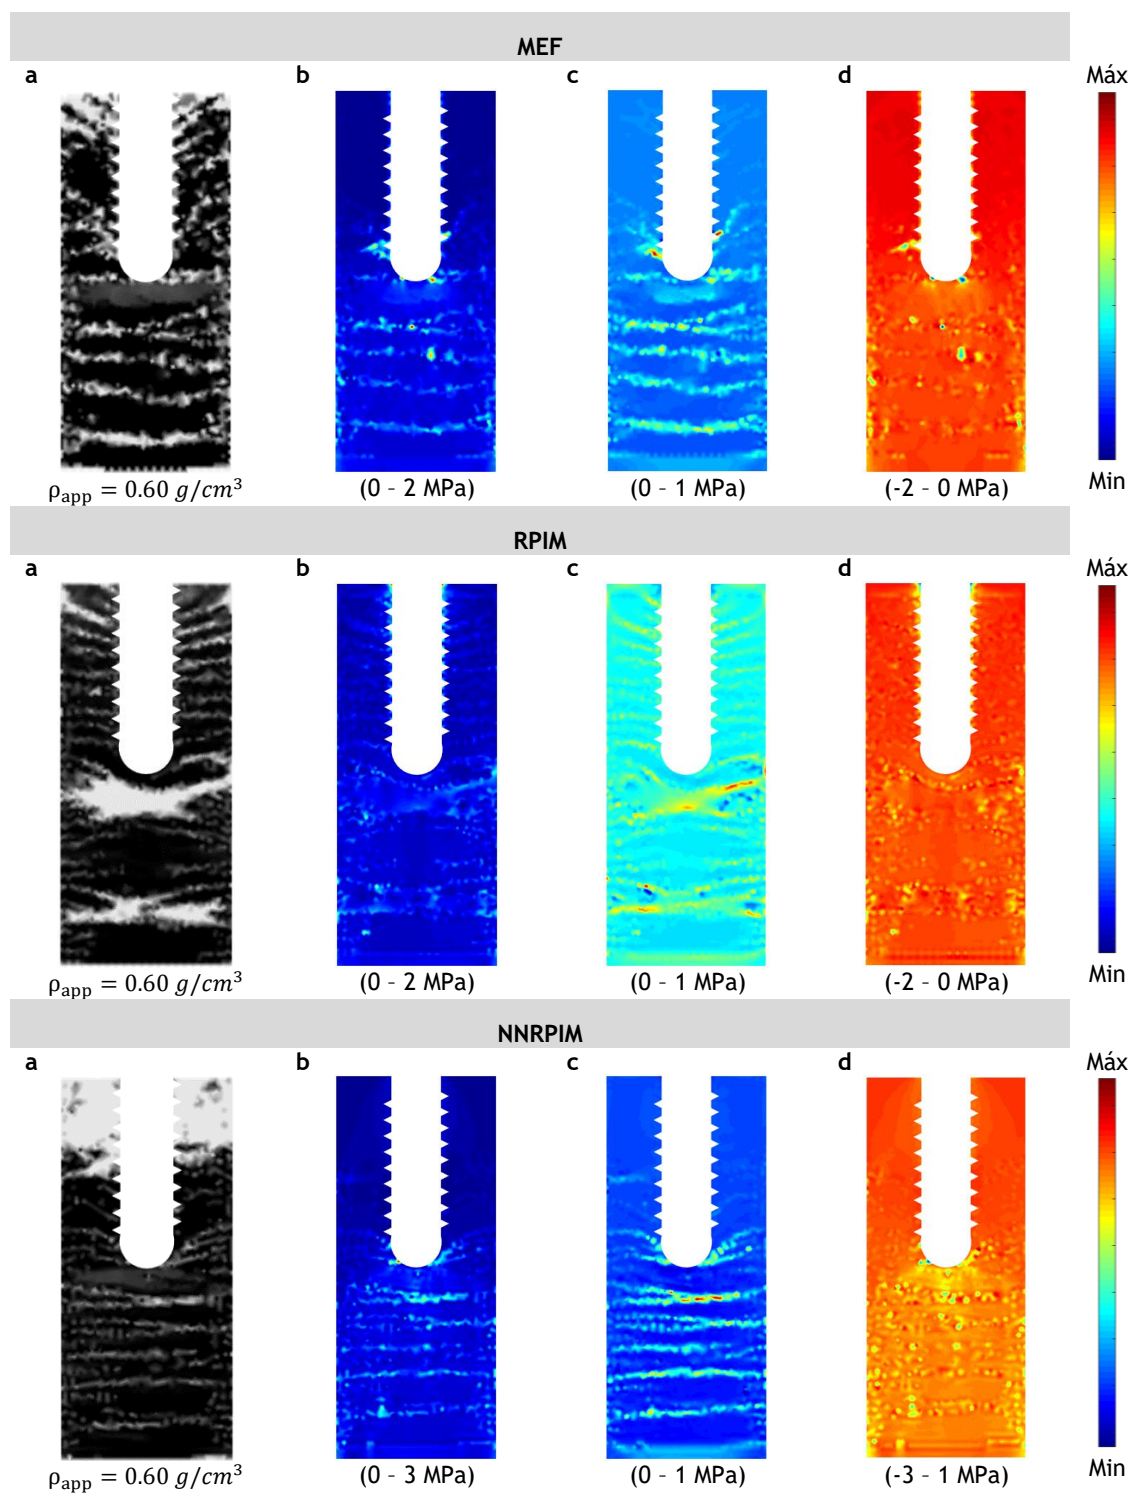 MEF
a b c d Máx
ρapp = 0.60 g/cm³ (0 – 2 MPa) (0 – 1 MPa) (-2 – 0 MPa) Min
RPIM
a b c d Máx
ρapp = 0.60 g/cm³ (0 – 2 MPa) (0 – 1 MPa) (-2 – 0 MPa) Min
NNRPIM
a b c d Máx
ρapp = 0.60 g/cm³ (0 – 3 MPa) (0 – 1 MPa) (-3 – 1 MPa) Min